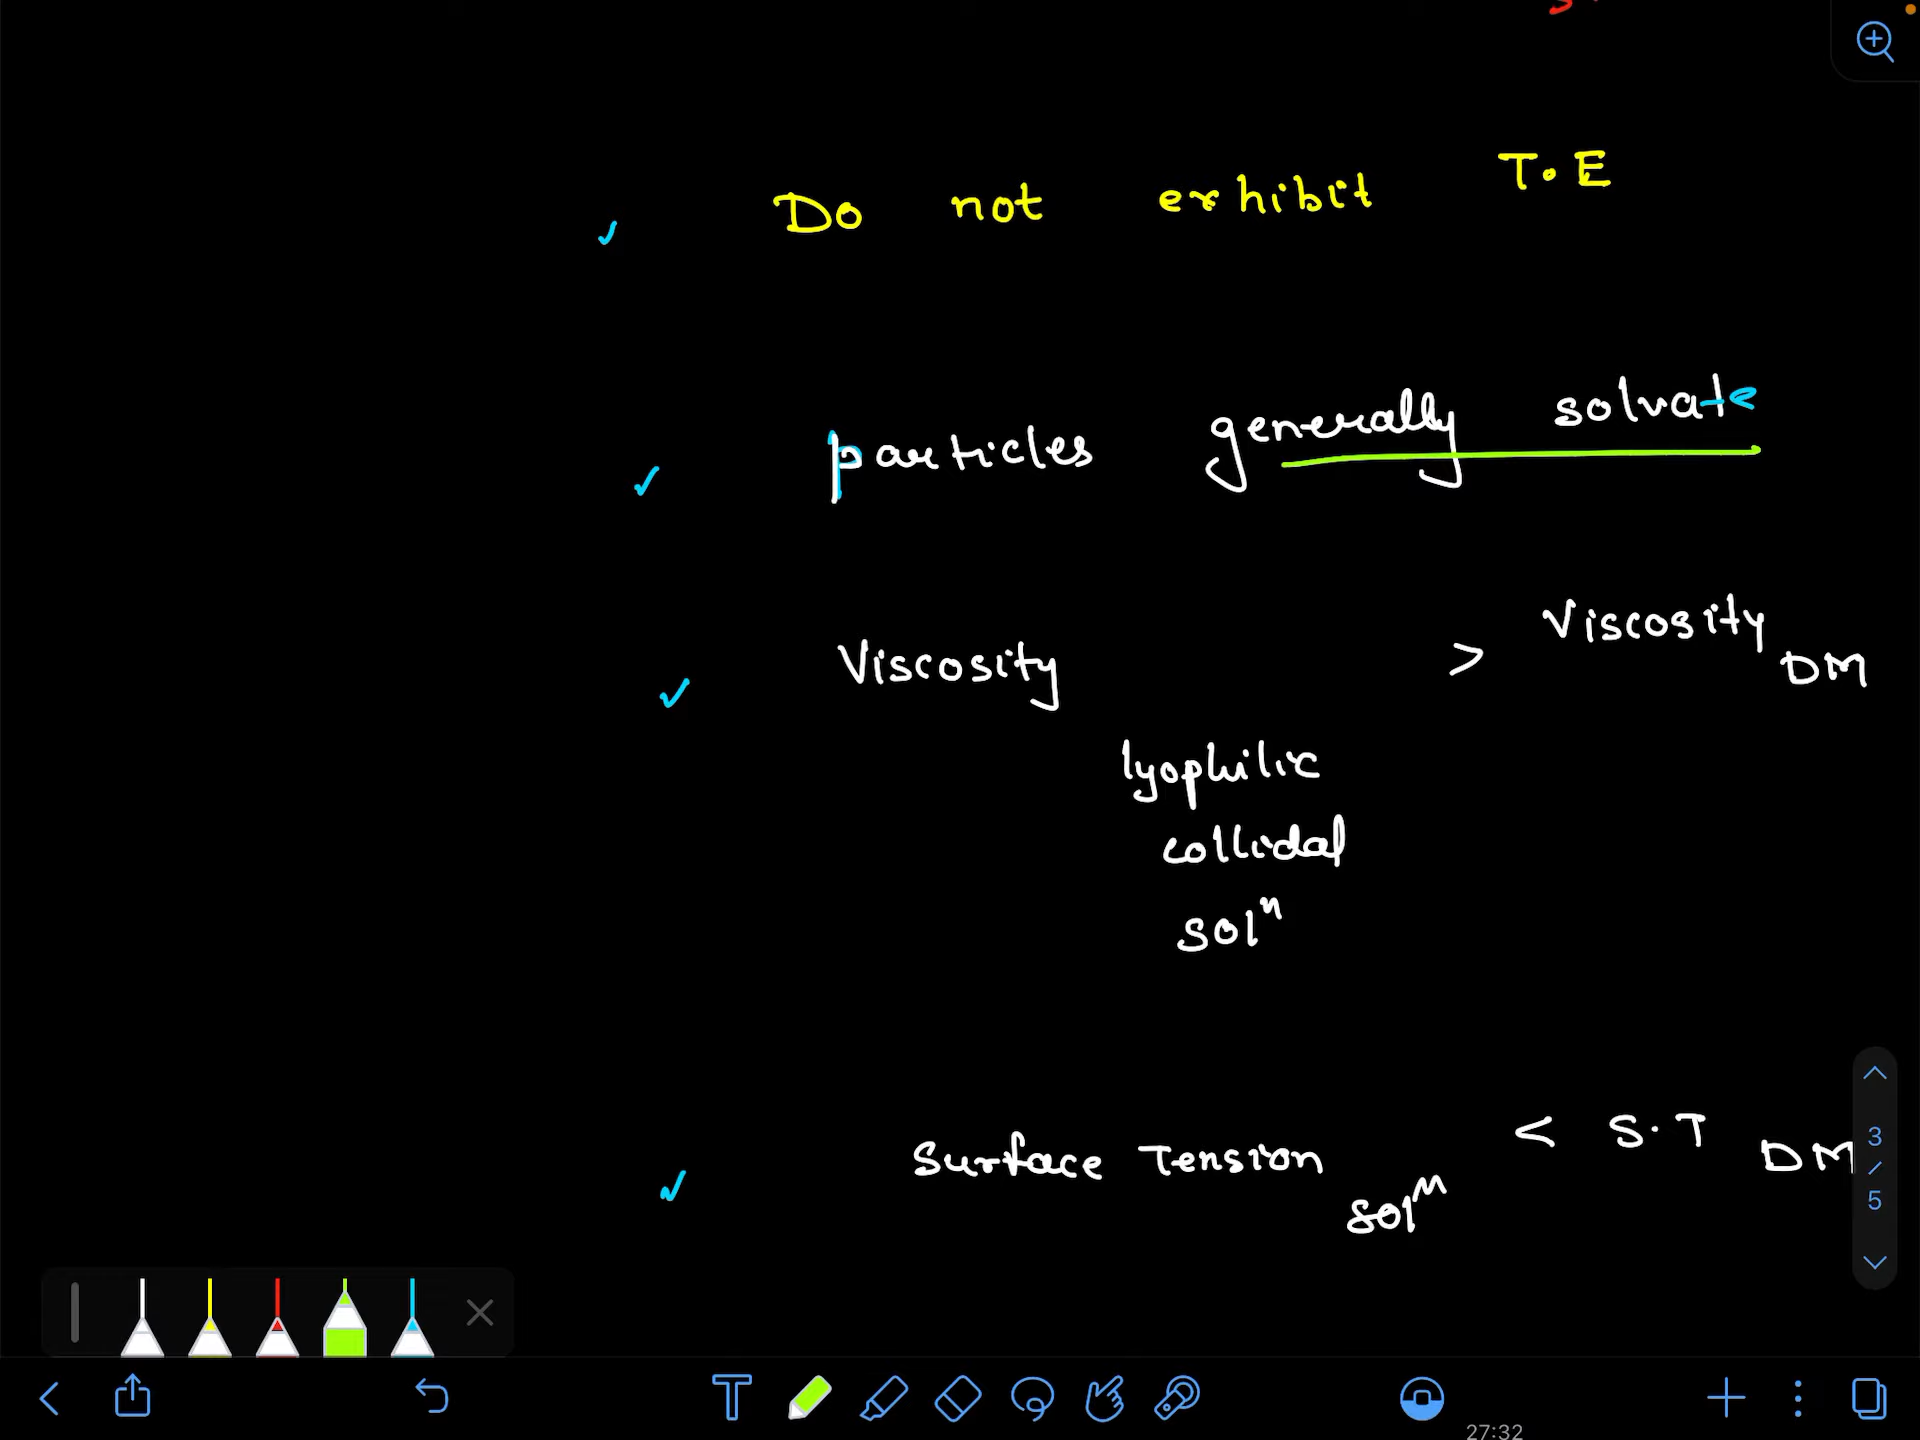 Do not exhibit T.E
particles generally solvate
Viscosity > Viscosity DM
lyophilic
collidal
solⁿ
Surface Tension solⁿ < S.T DM
3
/
5
27:32